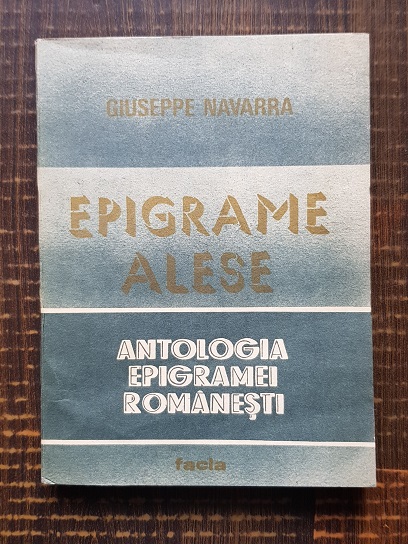 GIUSEPPE NAVARRA
EPIGRAME
ALESE
ANTOLOGIA
EPIGRAMEI
ROMÂNEȘTI
facla